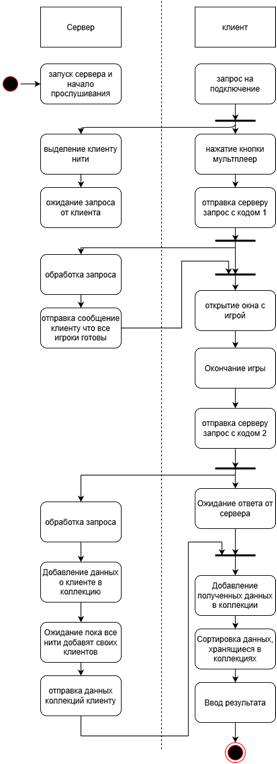 Сервер
клиент
запуск сервера и
начало
прослушивания
запрос на
подключение
выделение клиенту
нити
нажатие кнопки
мультплеер
ожидание запроса
от клиента
отправка серверу
запрос с кодом 1
обработка запроса
отправка сообщение
клиенту что все
игроки готовы
открытие окна с
игрой
Окончание игры
отправка серверу
запрос с кодом 2
обработка запроса
Ожидание ответа от
сервера
Добавление данных
о клиенте в
коллекцию
Добавление
полученных данных
в коллекции
Ожидание пока все
нити добавят своих
клиентов
Сортировка данных,
хранящиеся в
коллекциях
отправка данных
коллекций клиенту
Ввод результата